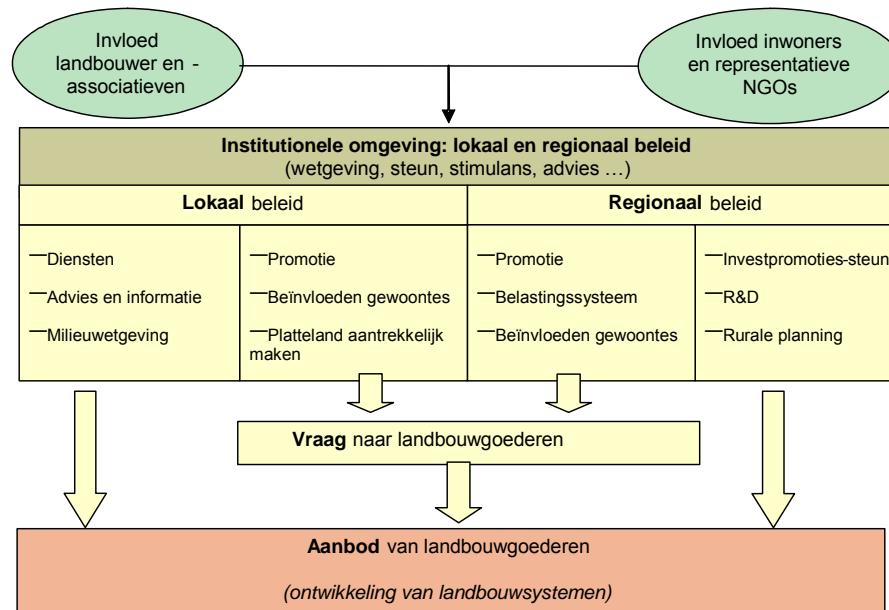 Invloed
landbouwer en -
associatieven
Invloed inwoners
en representatieve
NGOs
Institutionele omgeving: lokaal en regionaal beleid
(wetgeving, steun, stimulans, advies …)
Lokaal beleid
Regionaal beleid
—Diensten
—Advies en informatie
—Milieuwetgeving
—Promotie
—Beïnvloeden gewoontes
—Platteland aantrekkelijk
maken
—Promotie
—Belastingssysteem
—Beïnvloeden gewoontes
—Investpromoties-steun
—R&D
—Rurale planning
Vraag naar landbouwgoederen
Aanbod van landbouwgoederen
(ontwikkeling van landbouwsystemen)